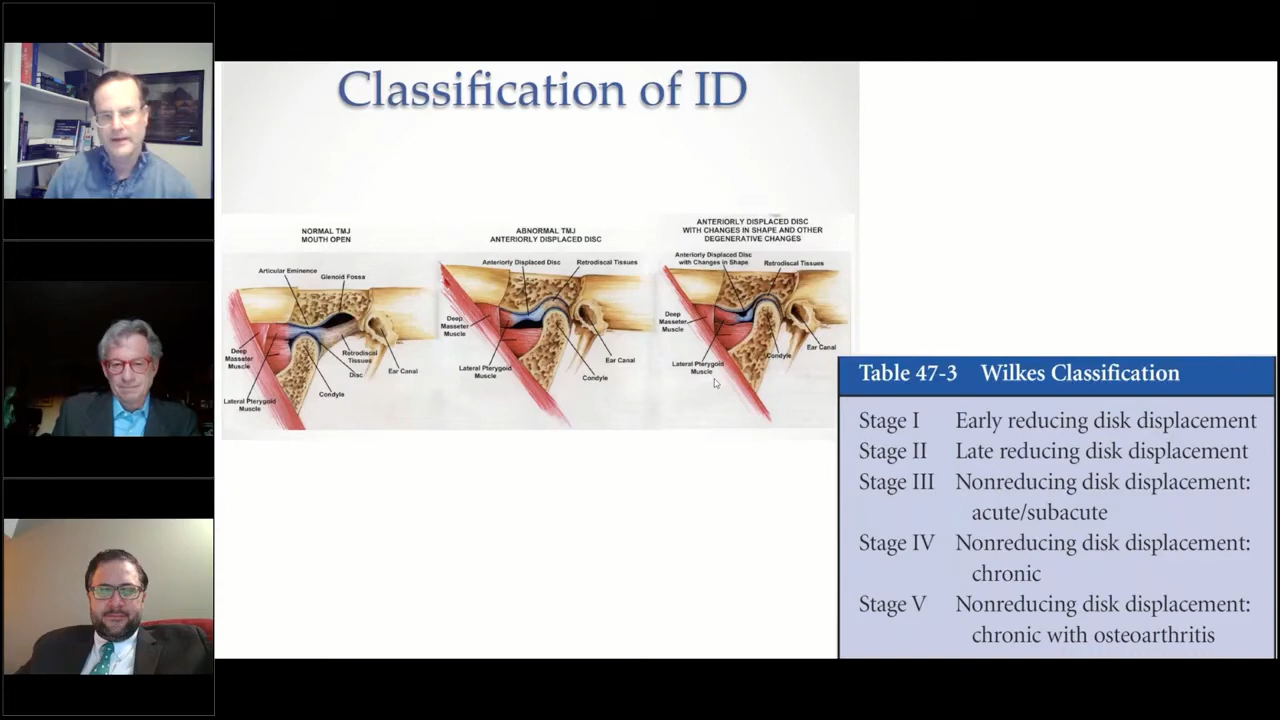 Classification of ID
NORMAL TMJ
MOUTH OPEN
Articular Eminence
Glenoid Fossa
Deep
Masseter
Muscle
Lateral Pterygoid
Muscle
Retrodiscal
Tissues
Disc
Ear Canal
Condyle
ABNORMAL TMJ
ANTERIORLY DISPLACED DISC
Anteriorly Displaced Disc
Retrodiscal Tissues
Deep
Masseter
Muscle
Lateral Pterygoid
Muscle
Ear Canal
Condyle
ANTERIORLY DISPLACED DISC
WITH CHANGES IN SHAPE AND OTHER
DEGENERATIVE CHANGES
Anteriorly Displaced Disc
with Changes in Shape
Retrodiscal Tissues
Deep
Masseter
Muscle
Lateral Pterygoid
Muscle
Condyle
Ear Canal
Table 47-3 Wilkes Classification
Stage I Early reducing disk displacement
Stage II Late reducing disk displacement
Stage III Nonreducing disk displacement:
acute/subacute
Stage IV Nonreducing disk displacement:
chronic
Stage V Nonreducing disk displacement:
chronic with osteoarthritis